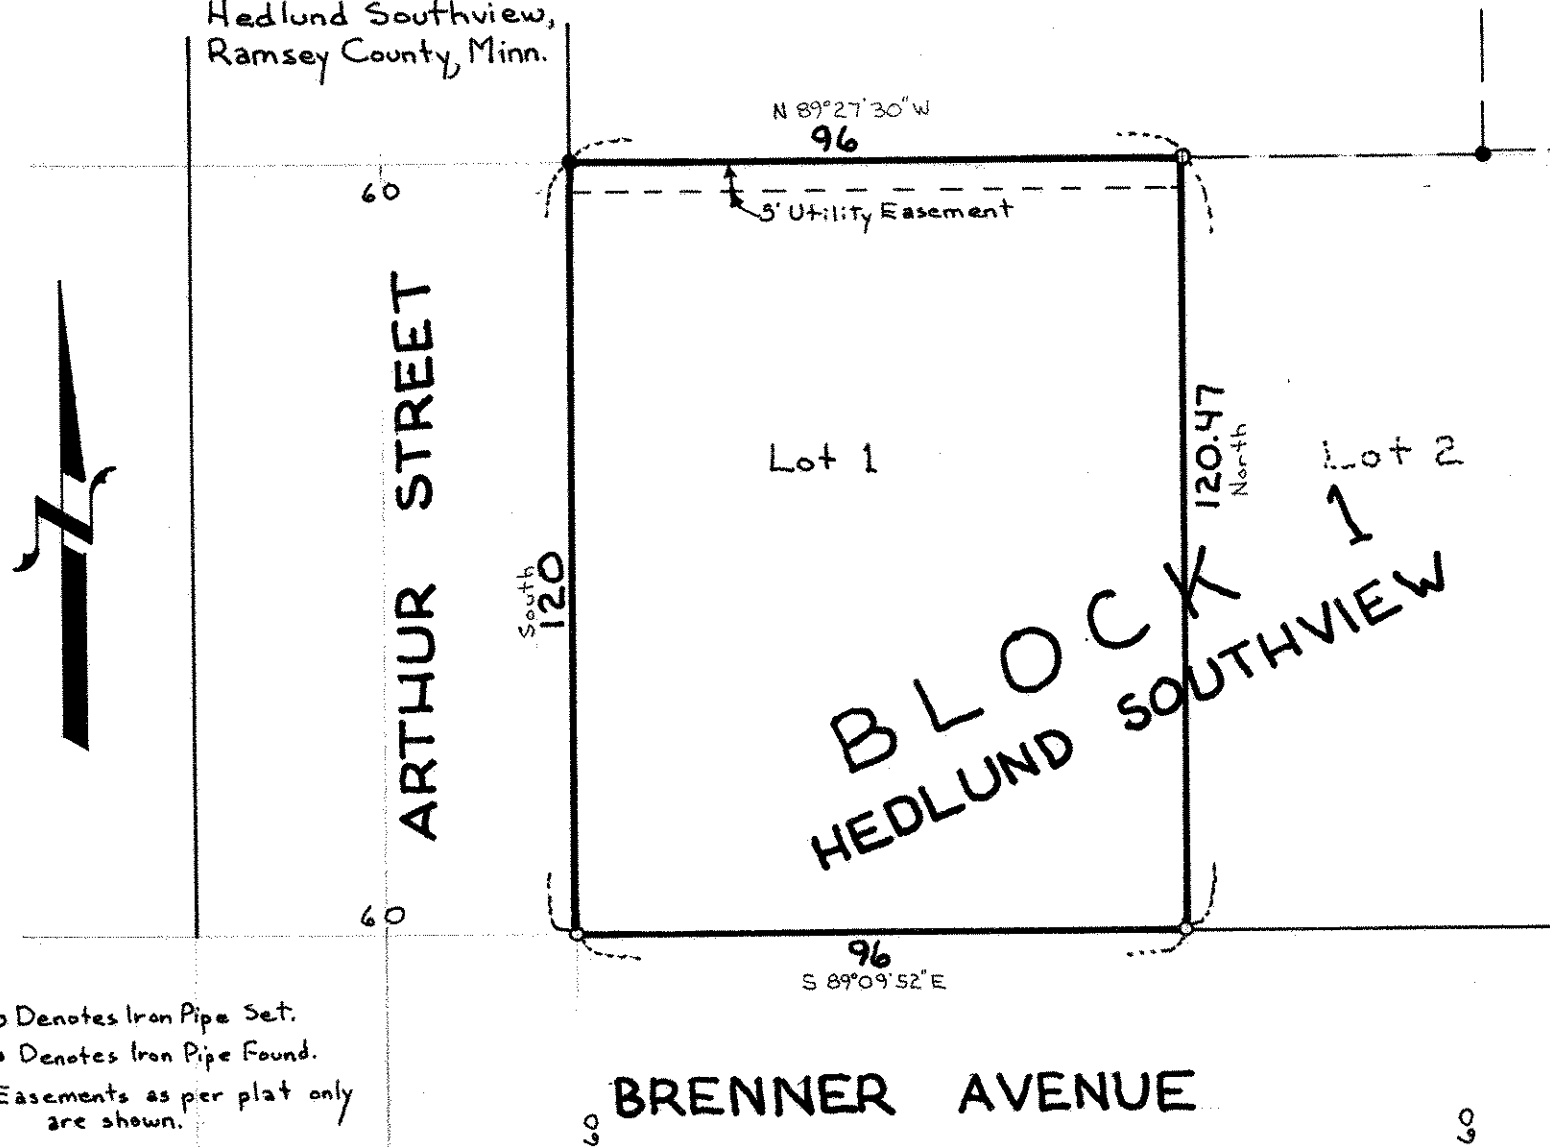 Hedlund Southview,
Ramsey County, Minn.
N 89°27'30"W
96
60
5' Utility Easement
ARTHUR STREET
Lot 1
120.47
North
Lot 2
South
120
BLOCK 1
HEDLUND SOUTHVIEW
60
96
S 89°09'52"E
Denotes Iron Pipe Set.
Denotes Iron Pipe Found.
Easements as per plat only
are shown.
BRENNER AVENUE
60
60